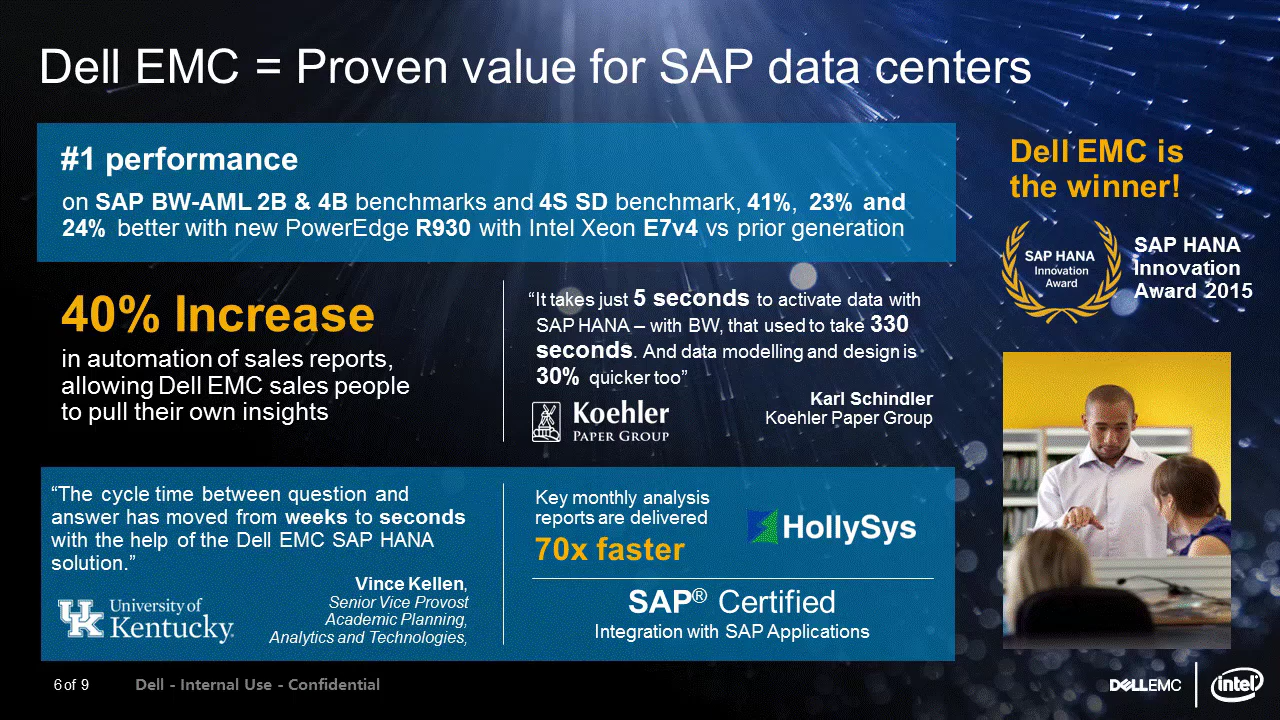 Dell EMC = Proven value for SAP data centers
#1 performance
on SAP BW-AML 2B & 4B benchmarks and 4S SD benchmark, 41%, 23% and
24% better with new PowerEdge R930 with Intel Xeon E7v4 vs prior generation
Dell EMC is
the winner!
SAP HANA
Innovation
Award
SAP HANA
Innovation
Award 2015
40% Increase
in automation of sales reports,
allowing Dell EMC sales people
to pull their own insights
“It takes just 5 seconds to activate data with
SAP HANA – with BW, that used to take 330
seconds. And data modelling and design is
30% quicker too”
Karl Schindler
Koehler Paper Group
Koehler
PAPER GROUP
“The cycle time between question and
answer has moved from weeks to seconds
with the help of the Dell EMC SAP HANA
solution.”
Vince Kellen,
Senior Vice Provost
Academic Planning,
Analytics and Technologies,
UK
University of
Kentucky
Key monthly analysis
reports are delivered
70x faster
HollySys
SAP® Certified
Integration with SAP Applications
6 of 9
Dell - Internal Use - Confidential
DELLEMC
intel